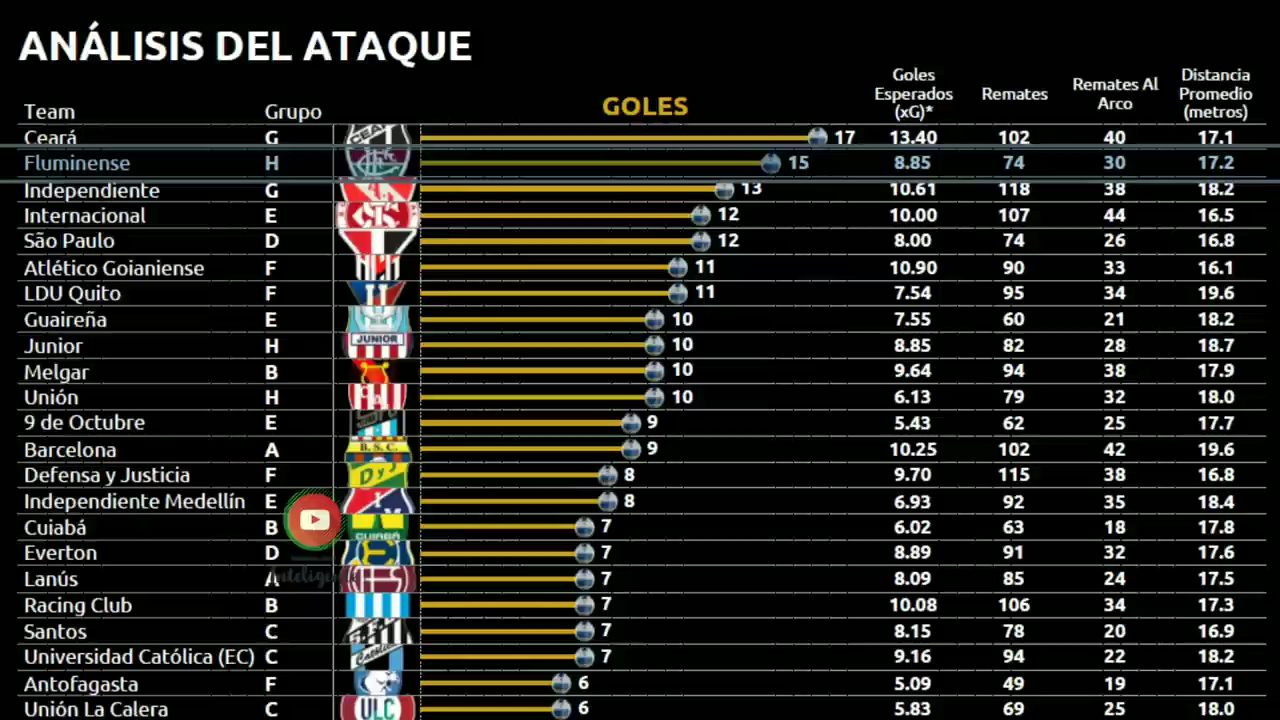 ANÁLISIS DEL ATAQUE
Team Grupo GOLES Goles Esperados (xG)* Remates Remates Al Arco Distancia Promedio (metros)
Ceará G 17 13.40 102 40 17.1
Fluminense H 15 8.85 74 30 17.2
Independiente G 13 10.61 118 38 18.2
Internacional E 12 10.00 107 44 16.5
São Paulo D 12 8.00 74 26 16.8
Atlético Goianiense F 11 10.90 90 33 16.1
LDU Quito F 11 7.54 95 34 19.6
Guaireña E 10 7.55 60 21 18.2
Junior H JUNIOR 10 8.85 82 28 18.7
Melgar B 10 9.64 94 38 17.9
Unión H 10 6.13 79 32 18.0
9 de Octubre E 9 5.43 62 25 17.7
Barcelona A B.S.C. 9 10.25 102 42 19.6
Defensa y Justicia F D y J 8 9.70 115 38 16.8
Independiente Medellín E 8 6.93 92 35 18.4
Cuiabá B CUIABÁ 7 6.02 63 18 17.8
Everton D 7 8.89 91 32 17.6
Lanús A 7 8.09 85 24 17.5
Racing Club B 7 10.08 106 34 17.3
Santos C 7 8.15 78 20 16.9
Universidad Católica (EC) C Católica 7 9.16 94 22 18.2
Antofagasta F 6 5.09 49 19 17.1
Unión La Calera C ULC 6 5.83 69 25 18.0